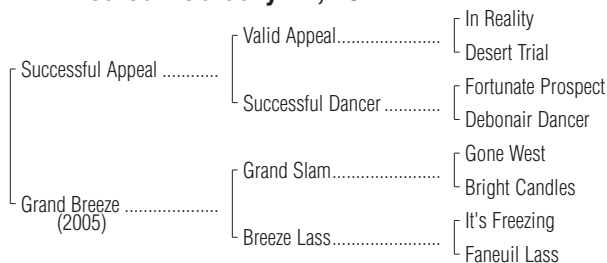 In Reality
Valid Appeal
Desert Trial
Successful Appeal
Fortunate Prospect
Successful Dancer
Debonair Dancer
Gone West
Grand Slam
Bright Candles
Grand Breeze
(2005)
It's Freezing
Breeze Lass
Faneuil Lass